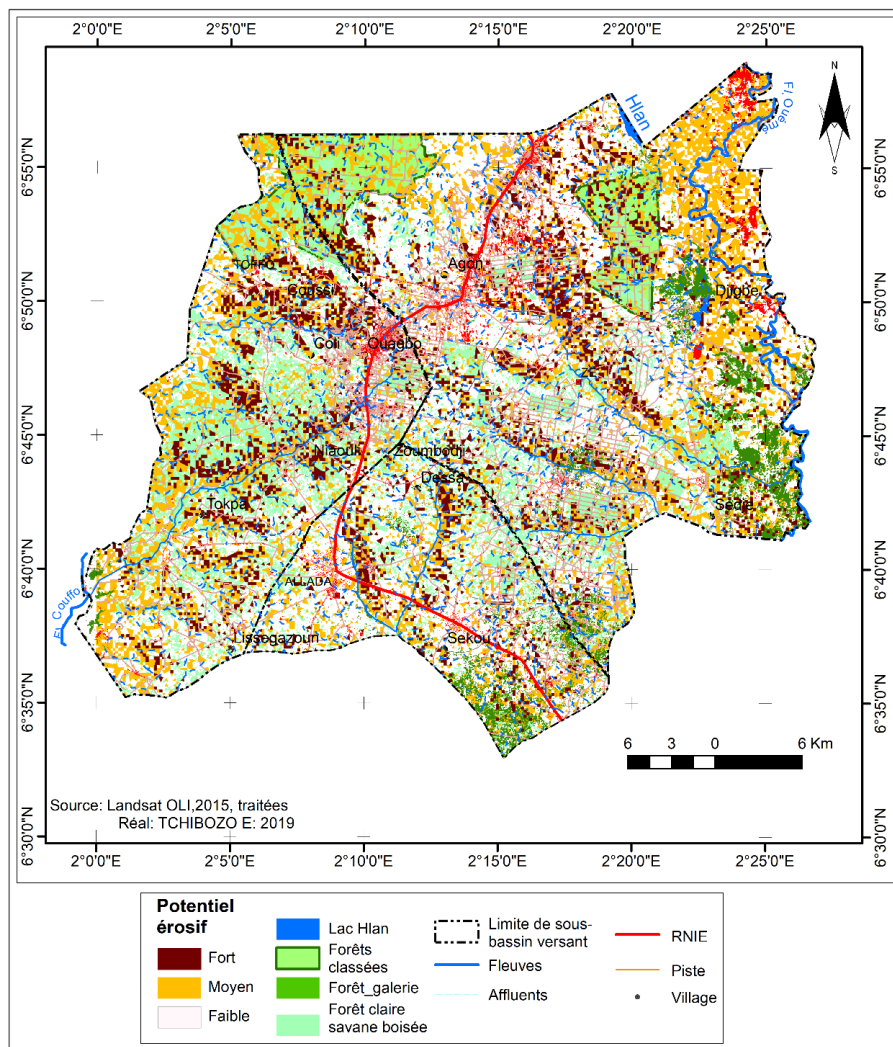 2°0'0"E 2°5'0"E 2°10'0"E 2°15'0"E 2°20'0"E 2°25'0"E
N
S
Hlan
Fl, Ouémé
6°55'0"N 6°55'0"N
TOFFO
Agon
Coussi
Djigbe
6°50'0"N 6°50'0"N
Coli
Ouagbo
ZE
6°45'0"N 6°45'0"N
Niaouli
Zoumbodji
Dessa
Tokpa
Sedje
6°40'0"N 6°40'0"N
ALLADA
Fl, Couffo
Lissegazoun
Sekou
6°35'0"N 6°35'0"N
6 3 0 6 Km
Source: Landsat OLI,2015, traitées
Réal: TCHIBOZO E: 2019
6°30'0"N 6°30'0"N
2°0'0"E 2°5'0"E 2°10'0"E 2°15'0"E 2°20'0"E 2°25'0"E
Potentiel
érosif
Fort
Moyen
Faible
Lac Hlan
Forêts
classées
Forêt_galerie
Forêt claire
savane boisée
Limite de sous-
bassin versant
Fleuves
Affluents
RNIE
Piste
Village